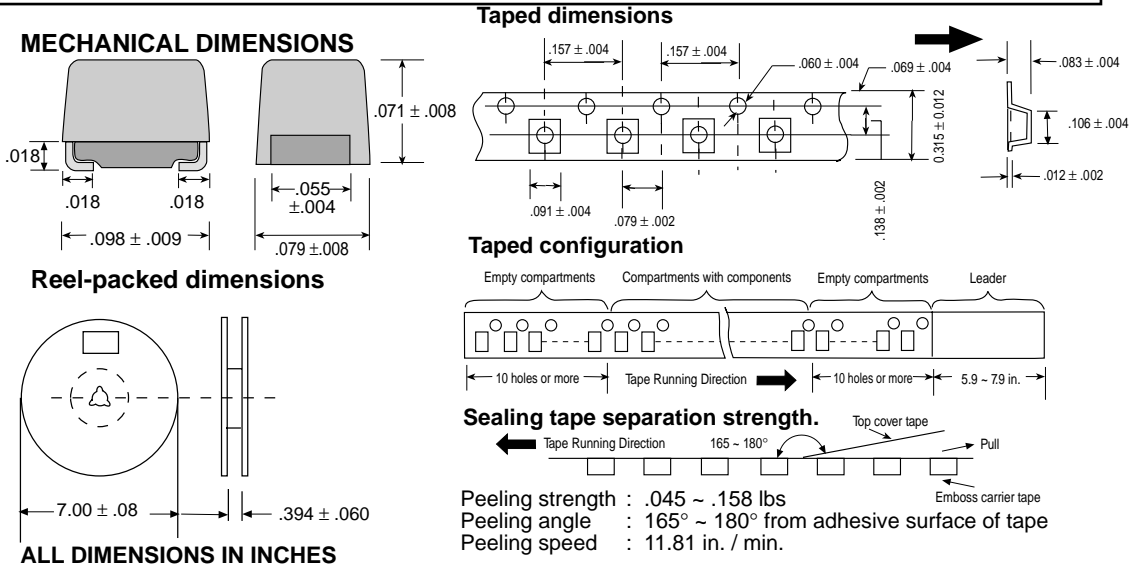 MECHANICAL DIMENSIONS
.071 ± .008
.018
.018
.018
.055
±.004
.098 ± .009
.079 ±.008
Taped dimensions
.157 ± .004
.157 ± .004
.060 ± .004
.069 ± .004
.083 ± .004
.106 ± .004
0.315 ± 0.012
.012 ± .002
.091 ± .004
.079 ± .002
.138 ± .002
Reel-packed dimensions
7.00 ± .08
.394 ± .060
ALL DIMENSIONS IN INCHES
Taped configuration
Empty compartments
Compartments with components
Empty compartments
Leader
10 holes or more
Tape Running Direction
10 holes or more
5.9 ~ 7.9 in.
Sealing tape separation strength.
Top cover tape
Tape Running Direction
165 ~ 180°
Pull
Emboss carrier tape
Peeling strength : .045 ~ .158 lbs
Peeling angle : 165° ~ 180° from adhesive surface of tape
Peeling speed : 11.81 in. / min.